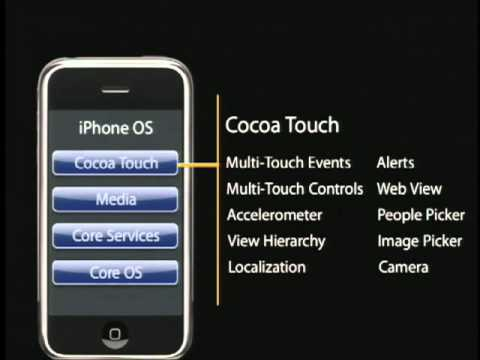 iPhone OS
Cocoa Touch
Media
Core Services
Core OS
Cocoa Touch
Multi-Touch Events Alerts
Multi-Touch Controls Web View
Accelerometer People Picker
View Hierarchy Image Picker
Localization Camera